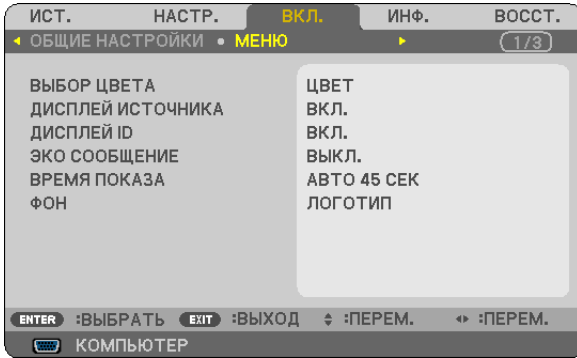 ИСТ. НАСТР. ВКЛ. ИНФ. ВОССТ.
ОБЩИЕ НАСТРОЙКИ • МЕНЮ 1/3
ВЫБОР ЦВЕТА ЦВЕТ
ДИСПЛЕЙ ИСТОЧНИКА ВКЛ.
ДИСПЛЕЙ ID ВКЛ.
ЭКО СООБЩЕНИЕ ВЫКЛ.
ВРЕМЯ ПОКАЗА АВТО 45 СЕК
ФОН ЛОГОТИП
ENTER :ВЫБРАТЬ EXIT :ВЫХОД :ПЕРЕМ. :ПЕРЕМ.
КОМПЬЮТЕР